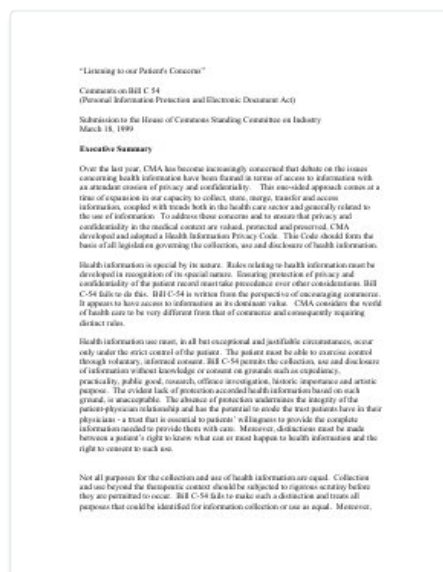 "Listening to our Patient's Concerns"
Comments on Bill C 54
(Personal Information Protection and Electronic Document Act)
Submission to the House of Commons Standing Committee on Industry
March 18, 1999
Executive Summary
Over the last year, CMA has become increasingly concerned that debate on the issues
concerning health information have been framed in terms of access to information with
an attendant erosion of privacy and confidentiality. This one-sided approach comes at a
time of expansion in our capacity to collect, store, merge, transfer and access
information, coupled with trends both in the health care sector and generally related to
the use of information. To address these concerns and to ensure that privacy and
confidentiality in the medical context are valued, protected and preserved, CMA
developed and adopted a Health Information Privacy Code. This Code should form the
basis of all legislation governing the collection, use and disclosure of health information.
Health information is special by its nature. Rules relating to health information must be
developed in recognition of its special nature. Ensuring protection of privacy and
confidentiality of the patient record must take precedence over other considerations. Bill
C-54 fails to do this. Bill C-54 is written from the perspective of encouraging commerce.
It appears to have access to information as its dominant value. CMA considers the world
of health care to be very different from that of commerce and consequently requiring
distinct rules.
Health information use must, in all but exceptional and justifiable circumstances, occur
only under the strict control of the patient. The patient must be able to exercise control
through voluntary, informed consent. Bill C-54 permits the collection, use and disclosure
of information without knowledge or consent on grounds such as expediency,
practicality, public good, research, offence investigation, historic importance and artistic
purpose. The evident lack of protection accorded health information based on such
ground, is unacceptable. The absence of protection undermines the integrity of the
patient-physician relationship and has the potential to erode the trust patients have in their
physicians - a trust that is essential to patients' willingness to provide the complete
information needed to provide them with care. Moreover, distinctions must be made
between a patient's right to know what can or must happen to health information and the
right to consent to such use.
Not all purposes for the collection and use of health information are equal. Collection
and use beyond the therapeutic context should be subjected to rigorous scrutiny before
they are permitted to occur. Bill C-54 fails to make such a distinction and treats all
purposes that could be identified for information collection or use as equal. Moreover,